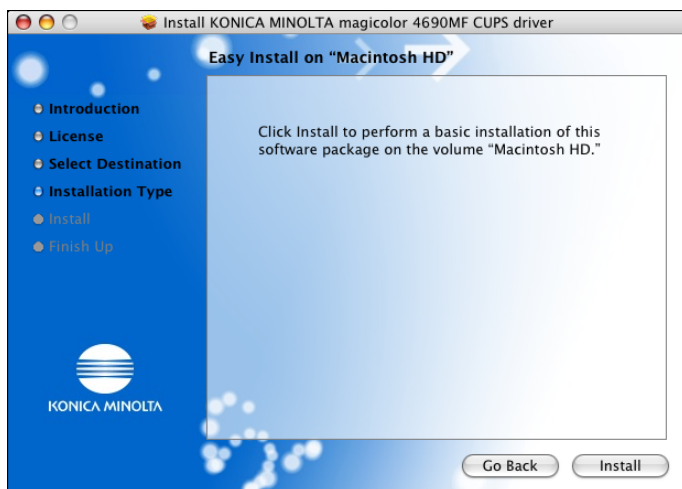 Install KONICA MINOLTA magicolor 4690MF CUPS driver
Easy Install on “Macintosh HD”
Introduction
License
Select Destination
Installation Type
Install
Finish Up
Click Install to perform a basic installation of this
software package on the volume “Macintosh HD.”
KONICA MINOLTA
Go Back
Install